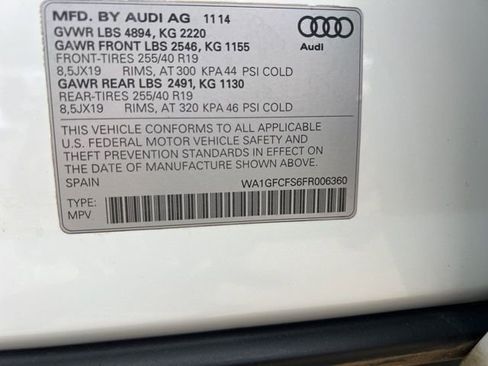 MFD. BY AUDI AG 11 14
GVWR LBS 4894, KG 2220
GAWR FRONT LBS 2546, KG 1155
FRONT-TIRES 255/40 R19
8,5JX19 RIMS, AT 300 KPA 44 PSI COLD
GAWR REAR LBS 2491, KG 1130
REAR-TIRES 255/40 R19
8,5JX19 RIMS, AT 320 KPA 46 PSI COLD
Audi
THIS VEHICLE CONFORMS TO ALL APPLICABLE
U.S. FEDERAL MOTOR VEHICLE SAFETY AND
THEFT PREVENTION STANDARDS IN EFFECT ON
THE DATE OF MANUFACTURE SHOWN ABOVE.
SPAIN WA1GFCFS6FR006360
TYPE:
MPV